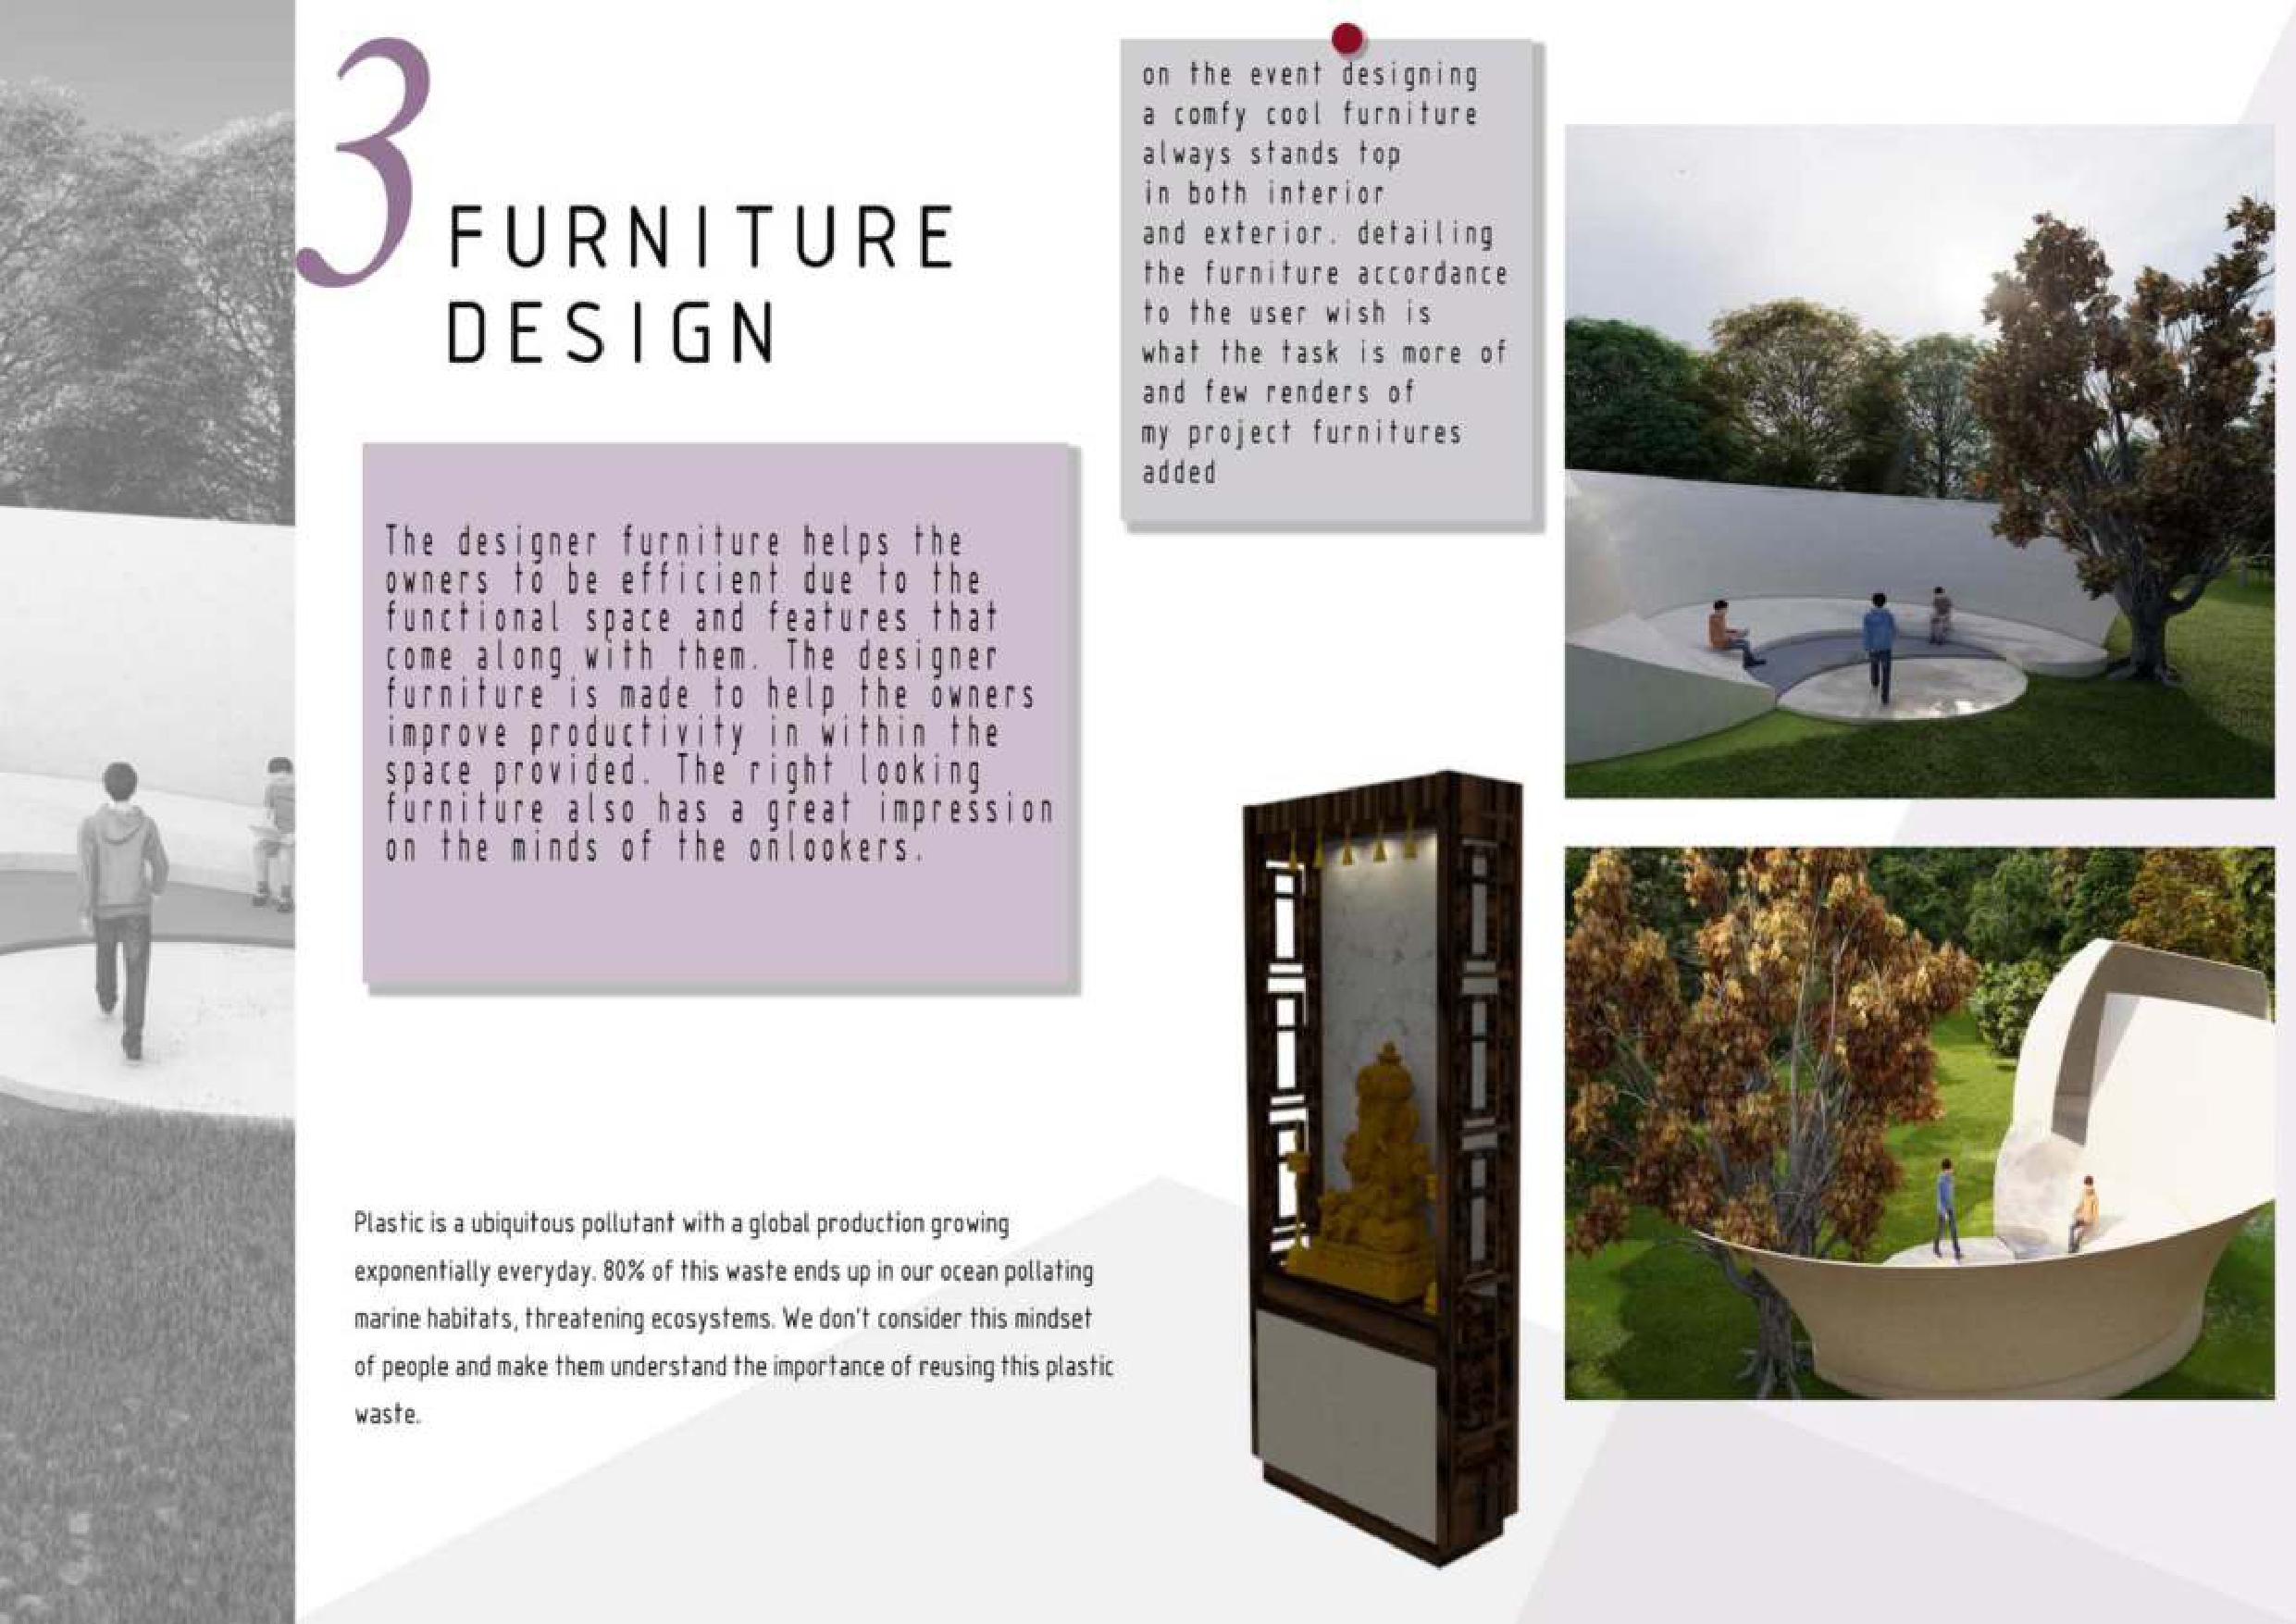 3
FURNITURE
DESIGN
on the event designing
a comfy cool furniture
always stands top
in both interior
and exterior. detailing
the furniture accordance
to the user wish is
what the task is more of
and few renders of
my project furnitures
added
The designer furniture helps the
owners to be efficient due to the
functional space and features that
come along with them. The designer
furniture is made to help the owners
improve productivity in within the
space provided. The right looking
furniture also has a great impression
on the minds of the onlookers.
Plastic is a ubiquitous pollutant with a global production growing
exponentially everyday. 80% of this waste ends up in our ocean pollating
marine habitats, threatening ecosystems. We don't consider this mindset
of people and make them understand the importance of reusing this plastic
waste.